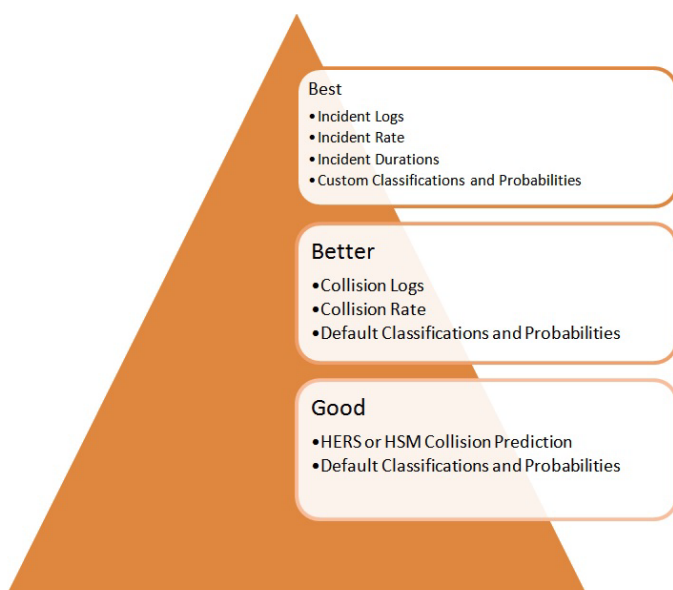 Best
•Incident Logs
•Incident Rate
•Incident Durations
•Custom Classifications and Probabilities
Better
•Collision Logs
•Collision Rate
•Default Classifications and Probabilities
Good
•HERS or HSM Collision Prediction
•Default Classifications and Probabilities